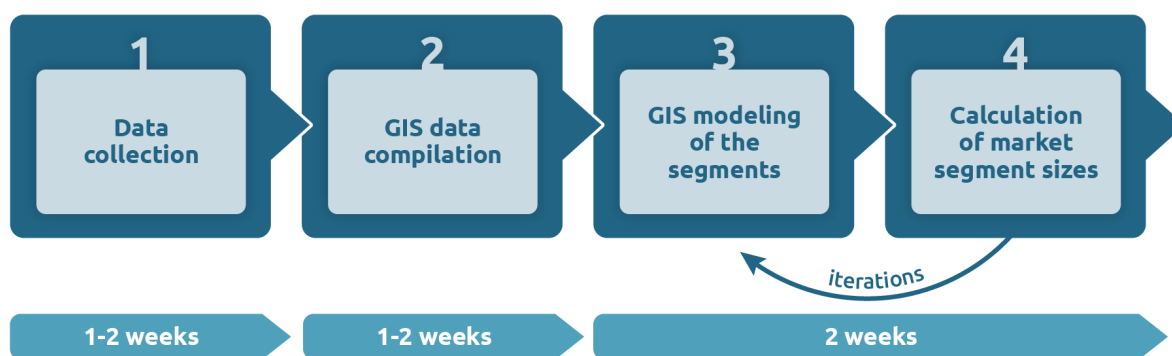 1
Data
collection
2
GIS data
compilation
3
GIS modeling
of the
segments
4
Calculation
of market
segment sizes
iterations
1-2 weeks
1-2 weeks
2 weeks